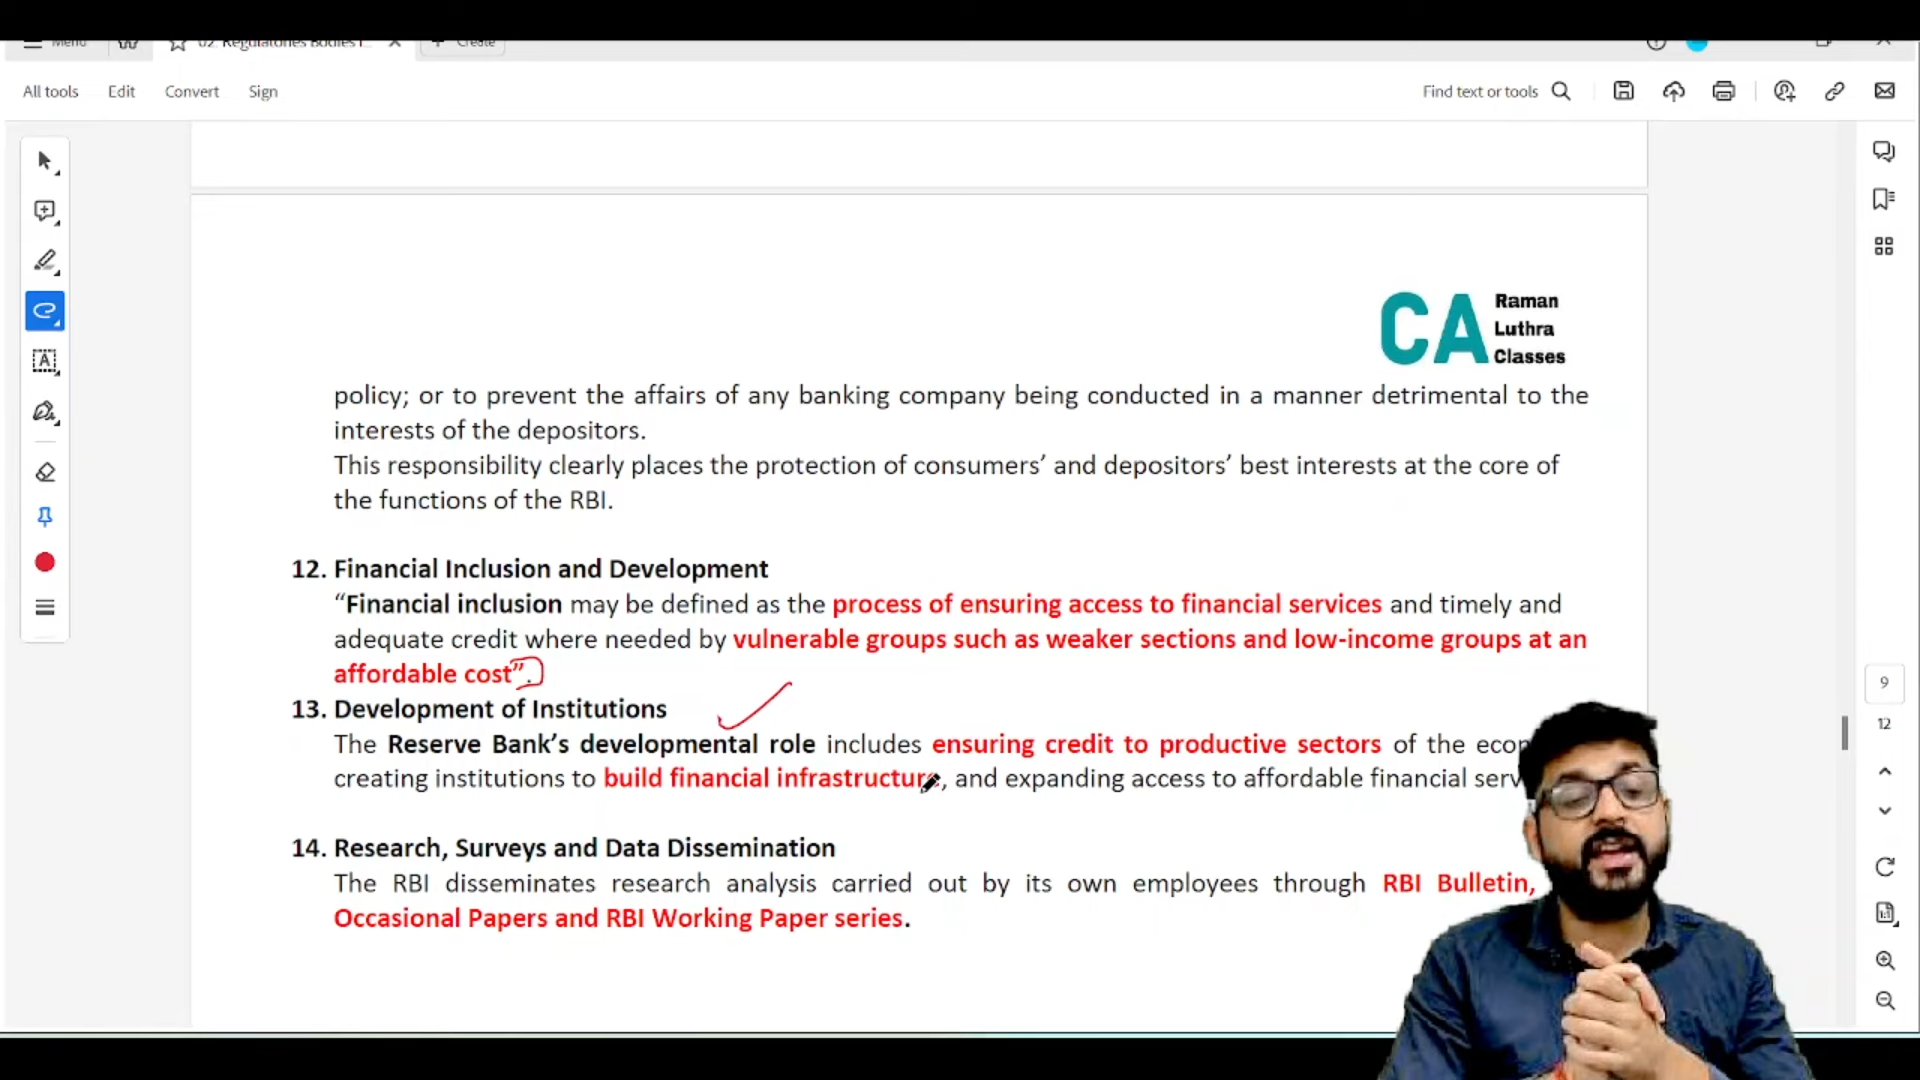 Menu
02. Regulatories Bodies I...
Create
All tools
Edit
Convert
Sign
Find text or tools
CA
Raman
Luthra
Classes
policy; or to prevent the affairs of any banking company being conducted in a manner detrimental to the
interests of the depositors.
This responsibility clearly places the protection of consumers’ and depositors’ best interests at the core of
the functions of the RBI.
12. Financial Inclusion and Development
“Financial inclusion may be defined as the process of ensuring access to financial services and timely and
adequate credit where needed by vulnerable groups such as weaker sections and low-income groups at an
affordable cost”.
13. Development of Institutions
The Reserve Bank’s developmental role includes ensuring credit to productive sectors of the
creating institutions to build financial infrastructure, and expanding access to affordable financial
14. Research, Surveys and Data Dissemination
The RBI disseminates research analysis carried out by its own employees through RBI Bulletin,
Occasional Papers and RBI Working Paper series.
9
12